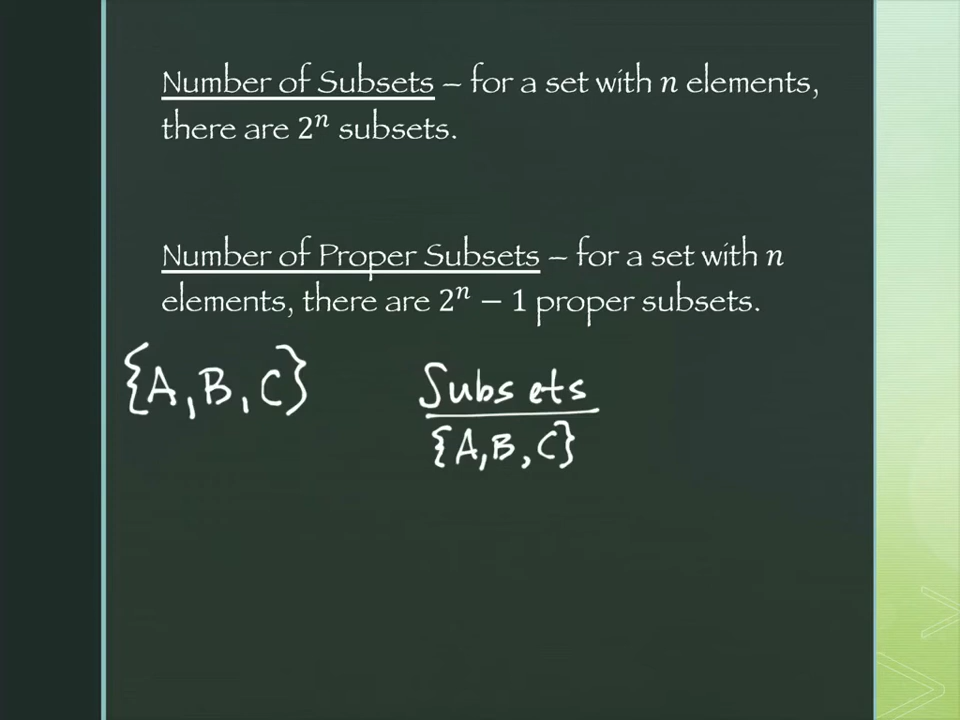 Number of Subsets – for a set with n elements,
there are 2ⁿ subsets.
Number of Proper Subsets – for a set with n
elements, there are 2ⁿ − 1 proper subsets.
{A, B, C}
Subsets
{A, B, C}